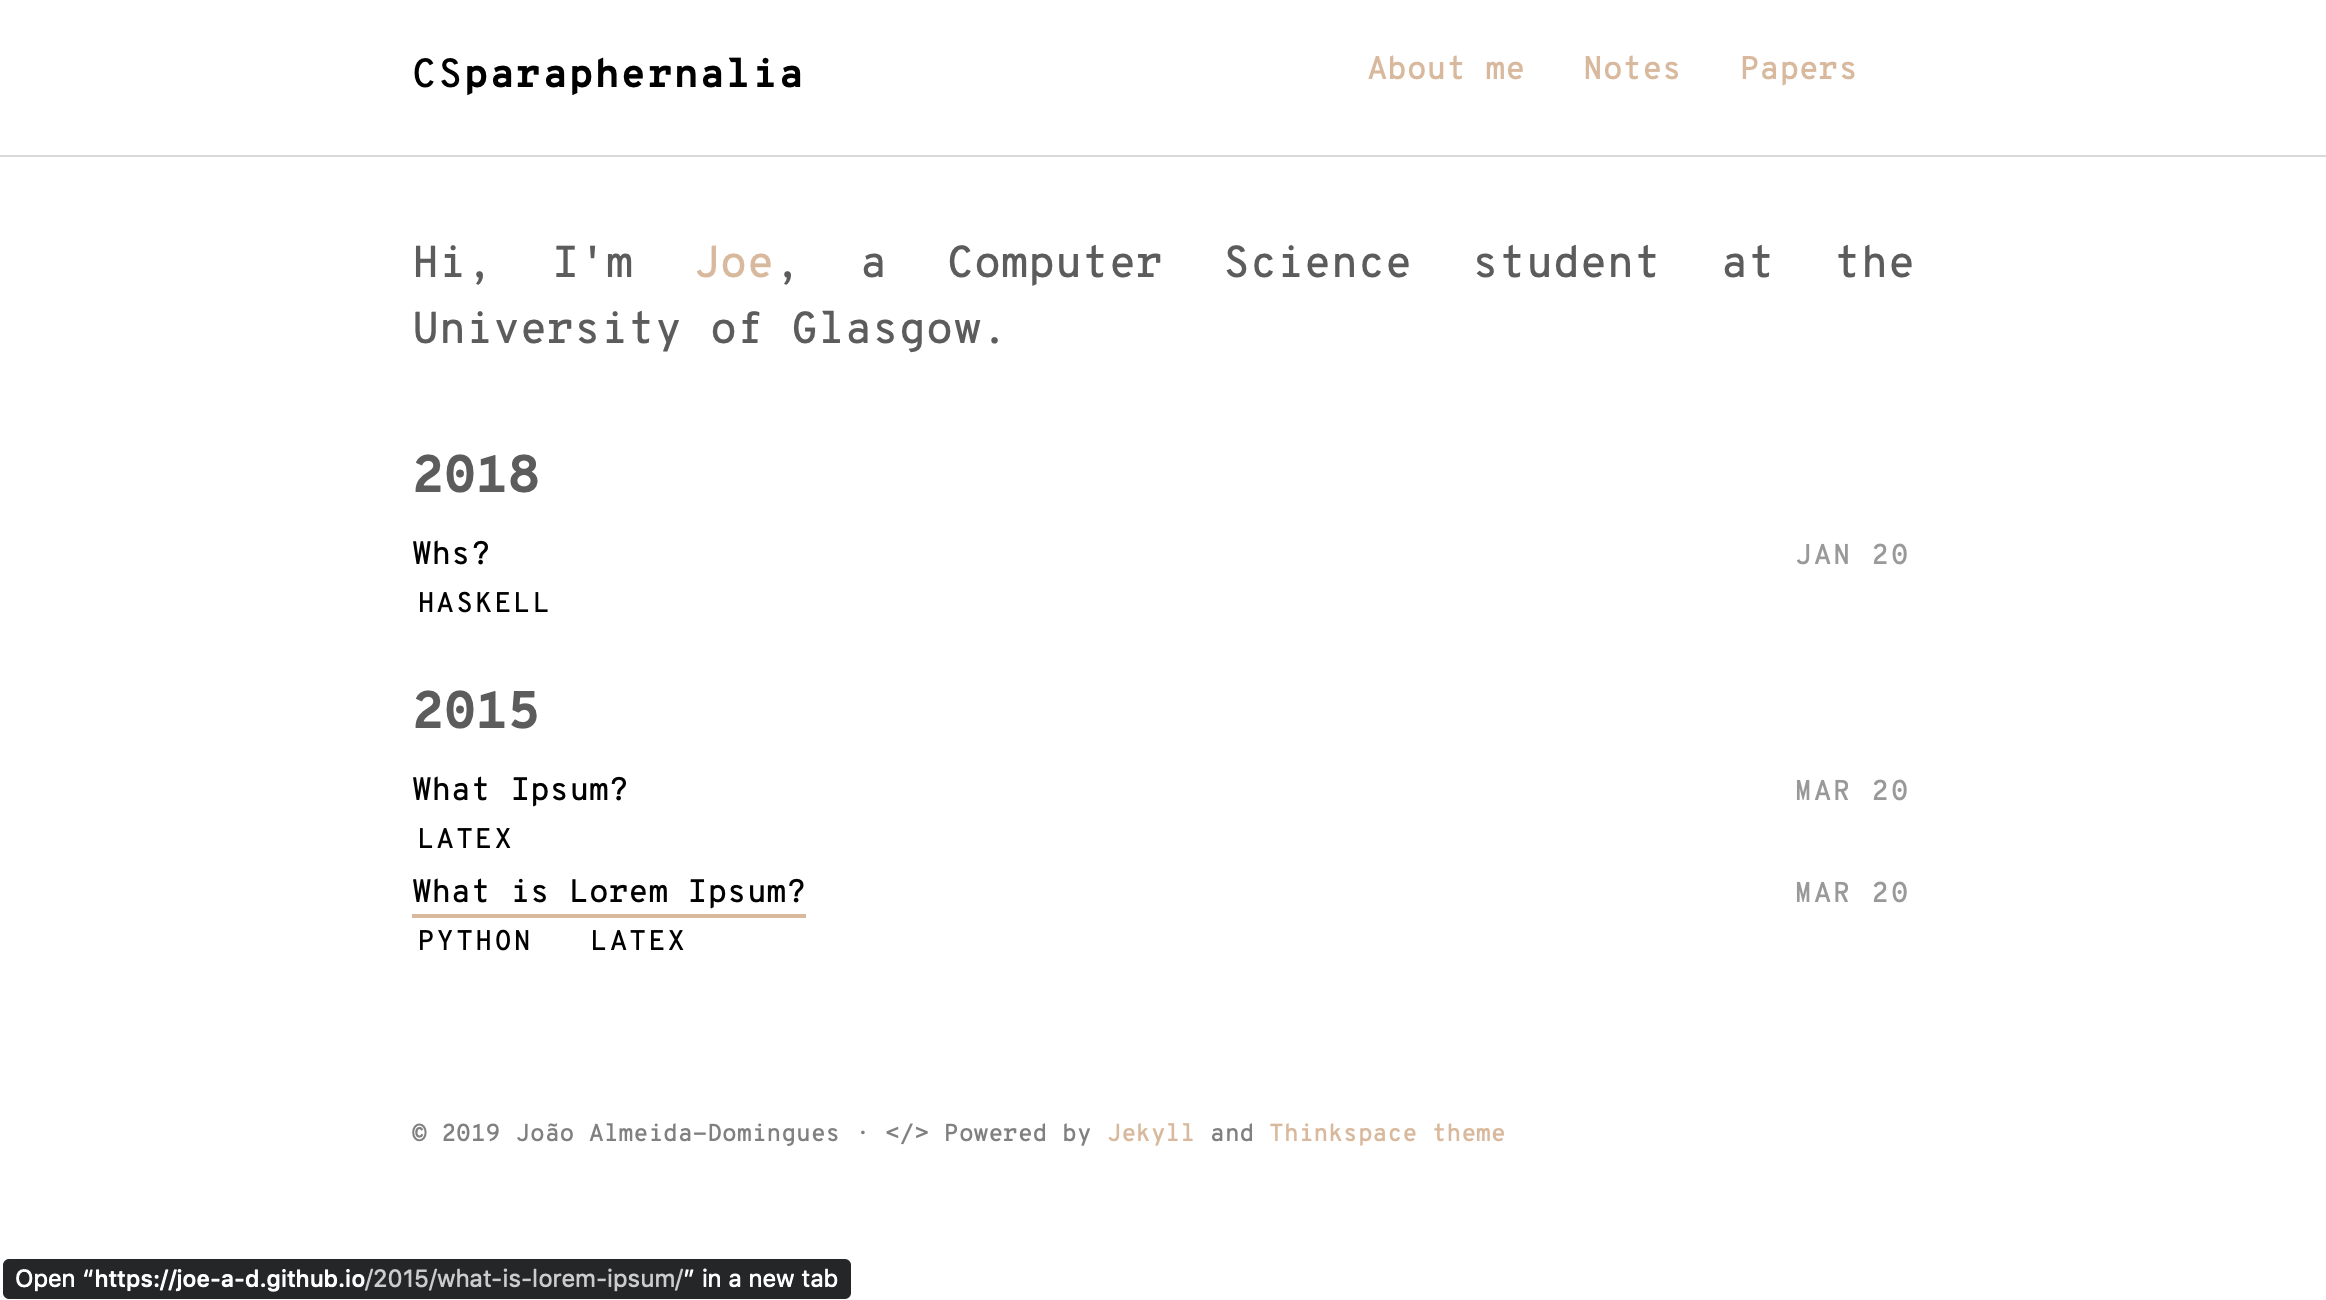 CSparaphernalia
About me Notes Papers
Hi, I'm Joe, a Computer Science student at the
University of Glasgow.
2018
Whs? JAN 20
HASKELL
2015
What Ipsum? MAR 20
LATEX
What is Lorem Ipsum? MAR 20
PYTHON LATEX
© 2019 João Almeida-Domingues · </> Powered by Jekyll and Thinkspace theme
Open “https://joe-a-d.github.io/2015/what-is-lorem-ipsum/” in a new tab